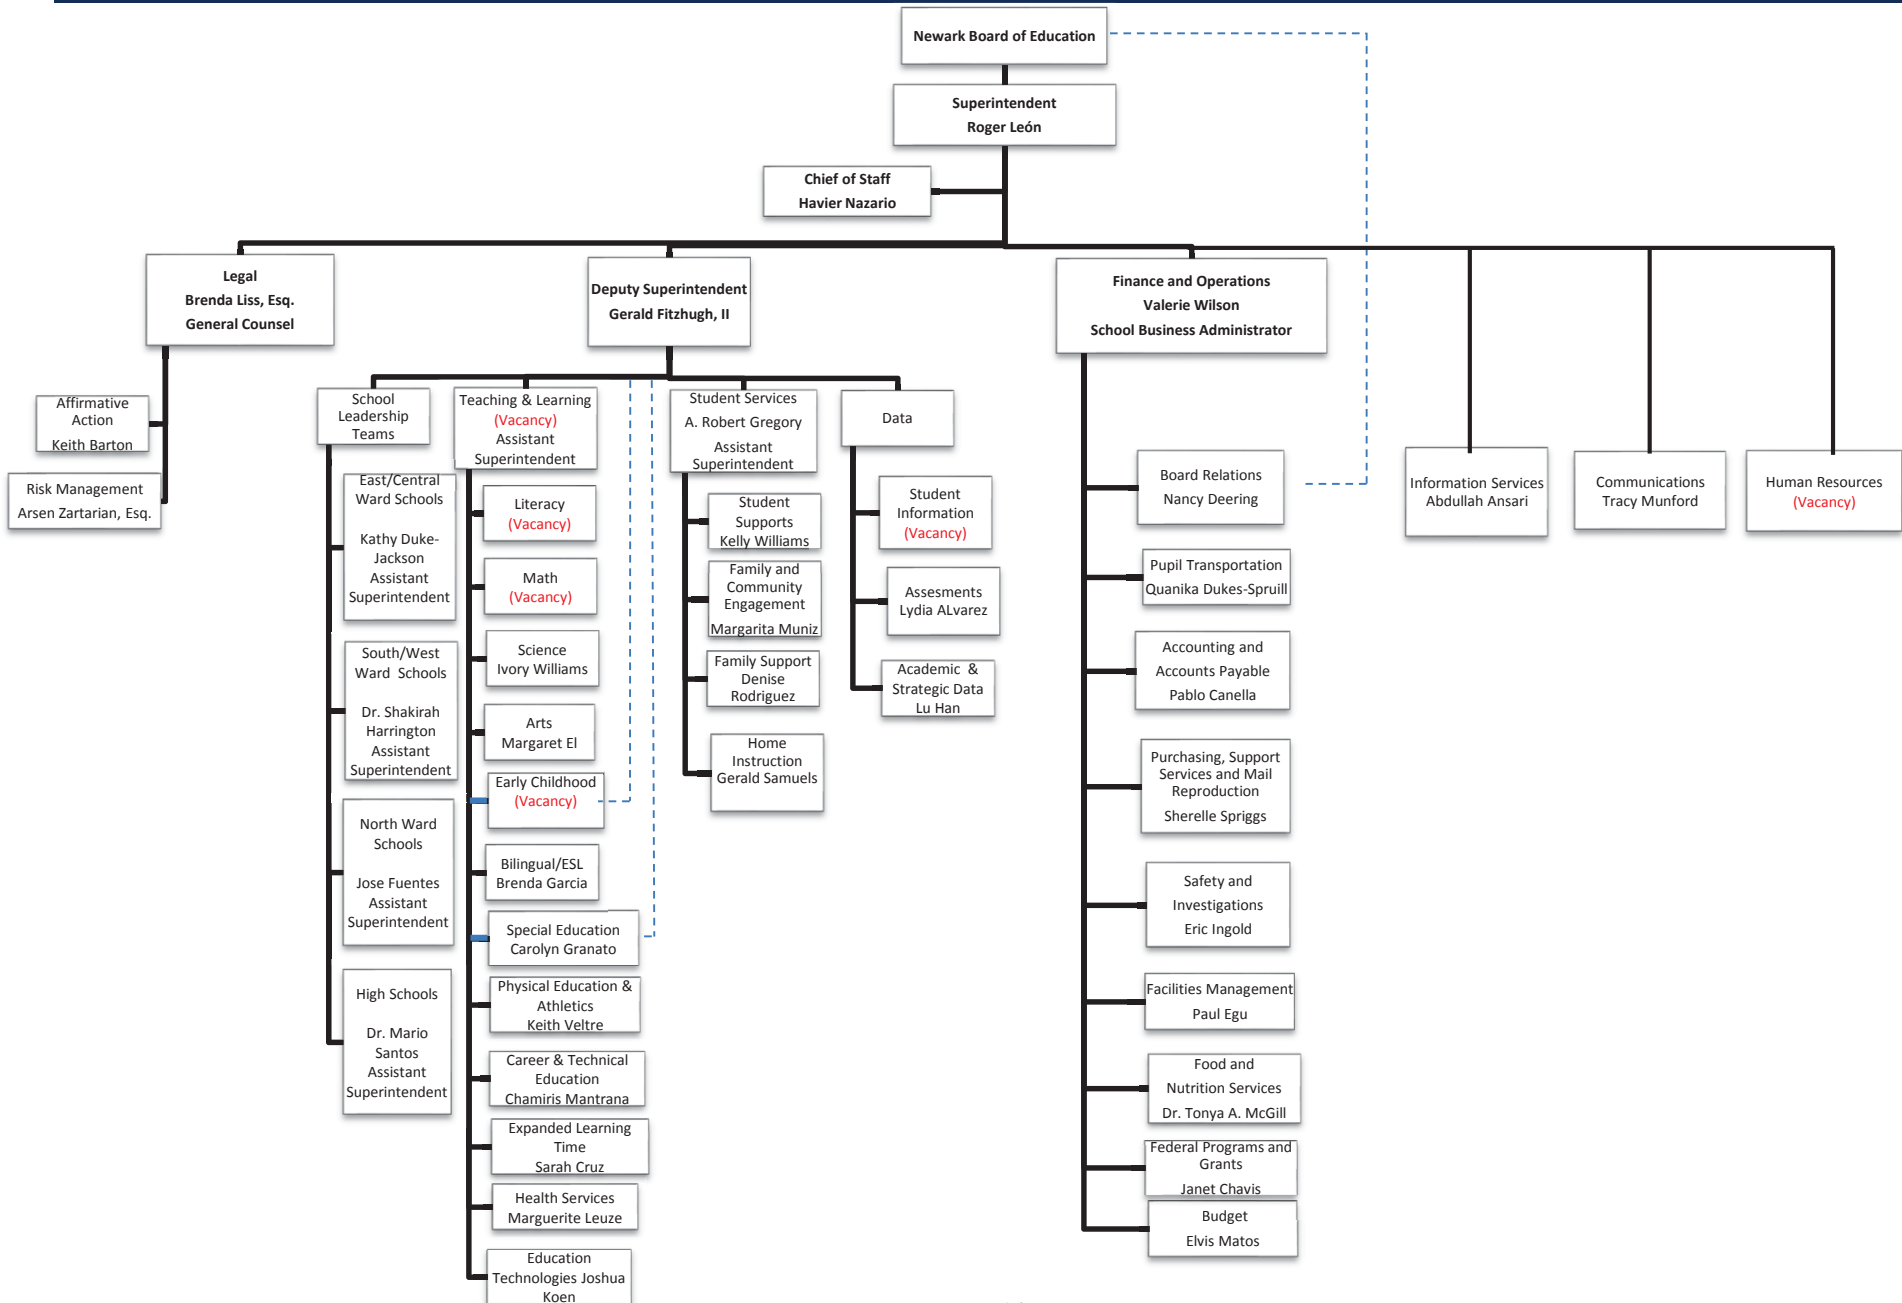 Newark Board of Education
Superintendent
Roger León
Chief of Staff
Havier Nazario
Legal
Brenda Liss, Esq.
General Counsel
Deputy Superintendent
Gerald Fitzhugh, II
Finance and Operations
Valerie Wilson
School Business Administrator
Affirmative
Action
Keith Barton
Risk Management
Arsen Zartarian, Esq.
School
Leadership
Teams
East/Central
Ward Schools
Kathy Duke-
Jackson
Assistant
Superintendent
South/West
Ward Schools
Dr. Shakirah
Harrington
Assistant
Superintendent
North Ward
Schools
Jose Fuentes
Assistant
Superintendent
High Schools
Dr. Mario
Santos
Assistant
Superintendent
Teaching & Learning
(Vacancy)
Assistant
Superintendent
Literacy
(Vacancy)
Math
(Vacancy)
Science
Ivory Williams
Arts
Margaret El
Early Childhood
(Vacancy)
Bilingual/ESL
Brenda Garcia
Special Education
Carolyn Granato
Physical Education &
Athletics
Keith Veltre
Career & Technical
Education
Chamiris Mantrana
Expanded Learning
Time
Sarah Cruz
Health Services
Marguerite Leuze
Education
Technologies Joshua
Koen
Student Services
A. Robert Gregory
Assistant
Superintendent
Student
Supports
Kelly Williams
Family and
Community
Engagement
Margarita Muniz
Family Support
Denise
Rodriguez
Home
Instruction
Gerald Samuels
Data
Student
Information
(Vacancy)
Assesments
Lydia ALvarez
Academic &
Strategic Data
Lu Han
Board Relations
Nancy Deering
Pupil Transportation
Quanika Dukes-Spruill
Accounting and
Accounts Payable
Pablo Canella
Purchasing, Support
Services and Mail
Reproduction
Sherelle Spriggs
Safety and
Investigations
Eric Ingold
Facilities Management
Paul Egu
Food and
Nutrition Services
Dr. Tonya A. McGill
Federal Programs and
Grants
Janet Chavis
Budget
Elvis Matos
Information Services
Abdullah Ansari
Communications
Tracy Munford
Human Resources
(Vacancy)